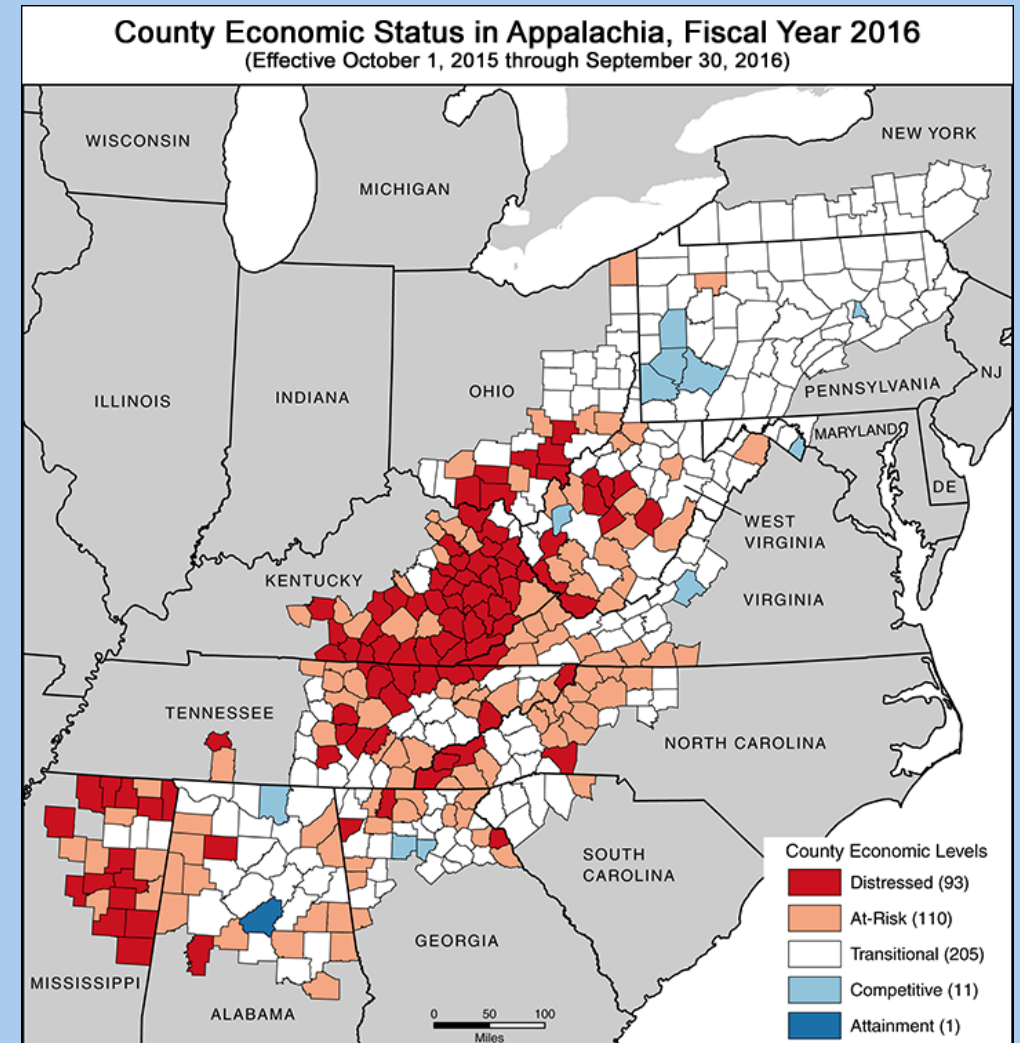 County Economic Status in Appalachia, Fiscal Year 2016
(Effective October 1, 2015 through September 30, 2016)
WISCONSIN
NEW YORK
MICHIGAN
ILLINOIS
INDIANA
OHIO
PENNSYLVANIA
NJ
MARYLAND
DE
WEST
VIRGINIA
KENTUCKY
VIRGINIA
TENNESSEE
NORTH CAROLINA
SOUTH
CAROLINA
GEORGIA
MISSISSIPPI
ALABAMA
0 50 100
Miles
County Economic Levels
Distressed (93)
At-Risk (110)
Transitional (205)
Competitive (11)
Attainment (1)